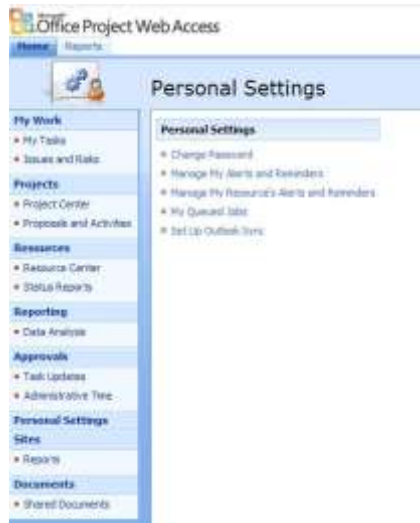 Office Project Web Access
Home Reports
Personal Settings
My Work
My Tasks
Issues and Risks
Projects
Project Center
Proposals and Activities
Resources
Resource Center
Status Reports
Reporting
Data Analysis
Approvals
Task Updates
Administrative Time
Personal Settings
Sites
Reports
Documents
Shared Documents
Personal Settings
Change Password
Manage My Alerts and Reminders
Manage My Resource's Alerts and Reminders
My Queued Jobs
Set Up Outlook Sync